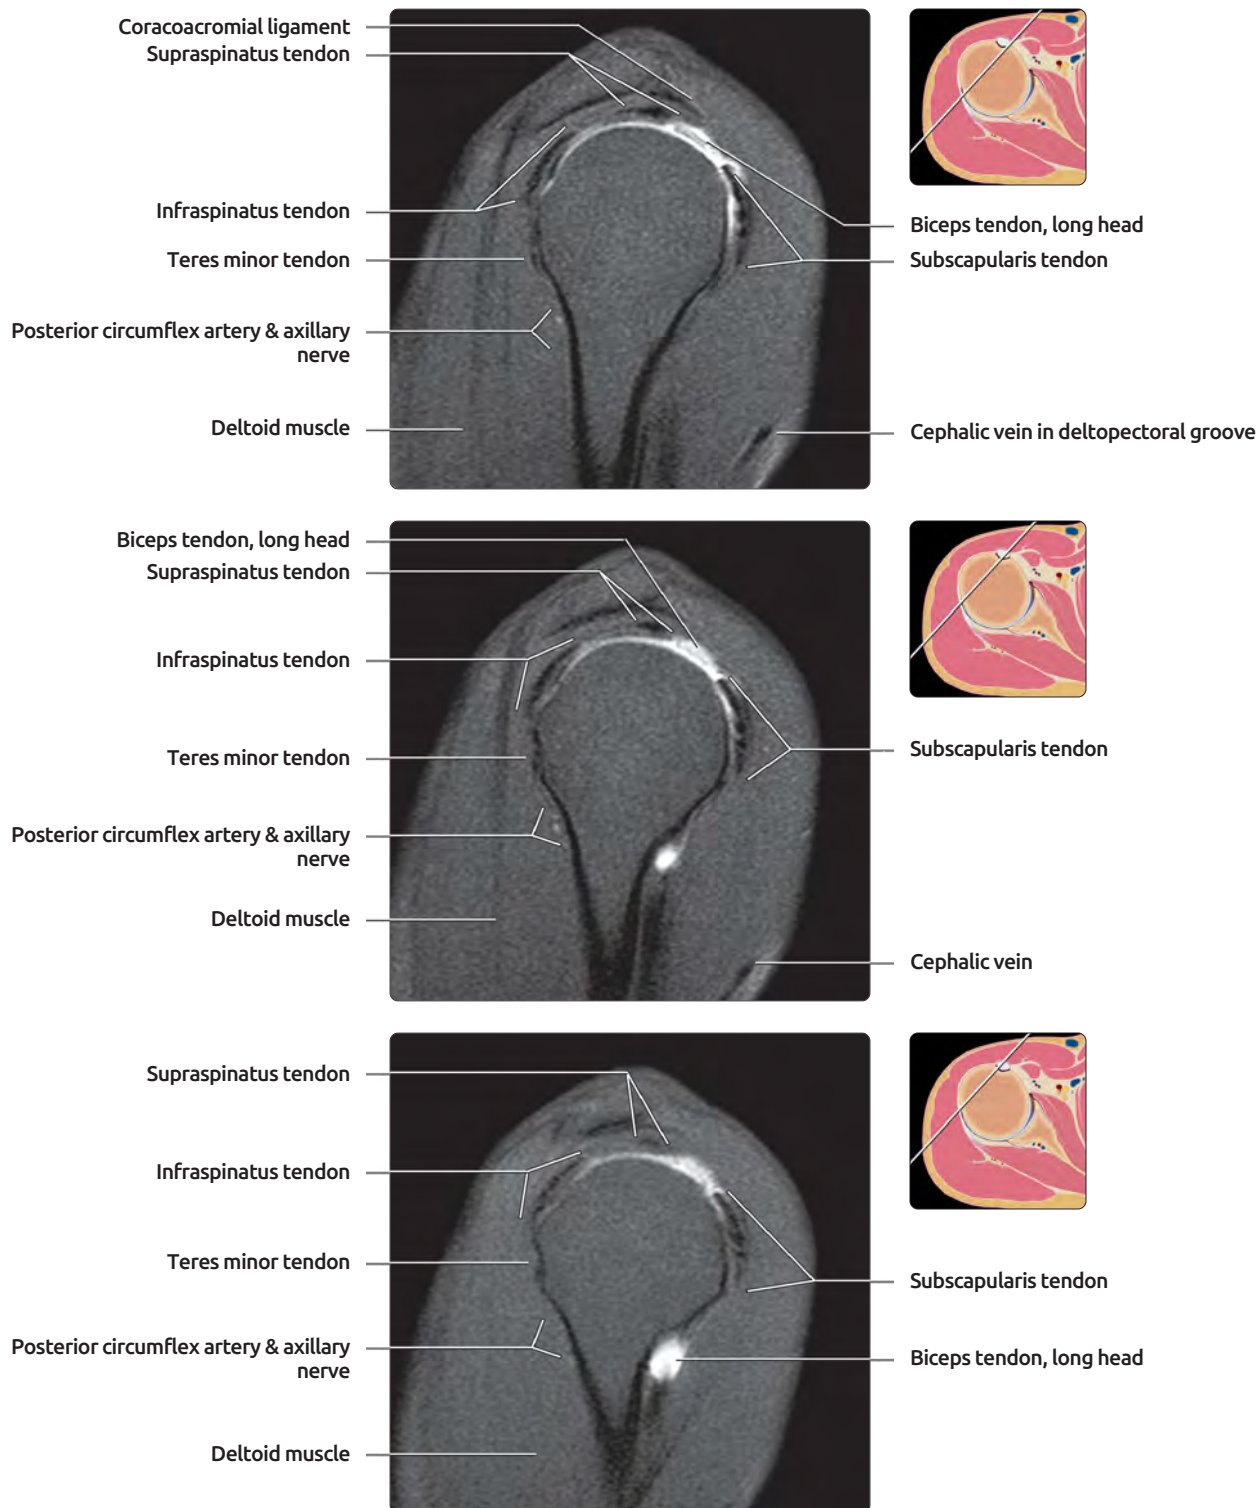 Coracoacromial ligament
Supraspinatus tendon
Infraspinatus tendon
Teres minor tendon
Posterior circumflex artery & axillary
nerve
Deltoid muscle
Biceps tendon, long head
Subscapularis tendon
Cephalic vein in deltopectoral groove
Biceps tendon, long head
Supraspinatus tendon
Infraspinatus tendon
Teres minor tendon
Posterior circumflex artery & axillary
nerve
Deltoid muscle
Subscapularis tendon
Cephalic vein
Supraspinatus tendon
Infraspinatus tendon
Teres minor tendon
Posterior circumflex artery & axillary
nerve
Deltoid muscle
Subscapularis tendon
Biceps tendon, long head